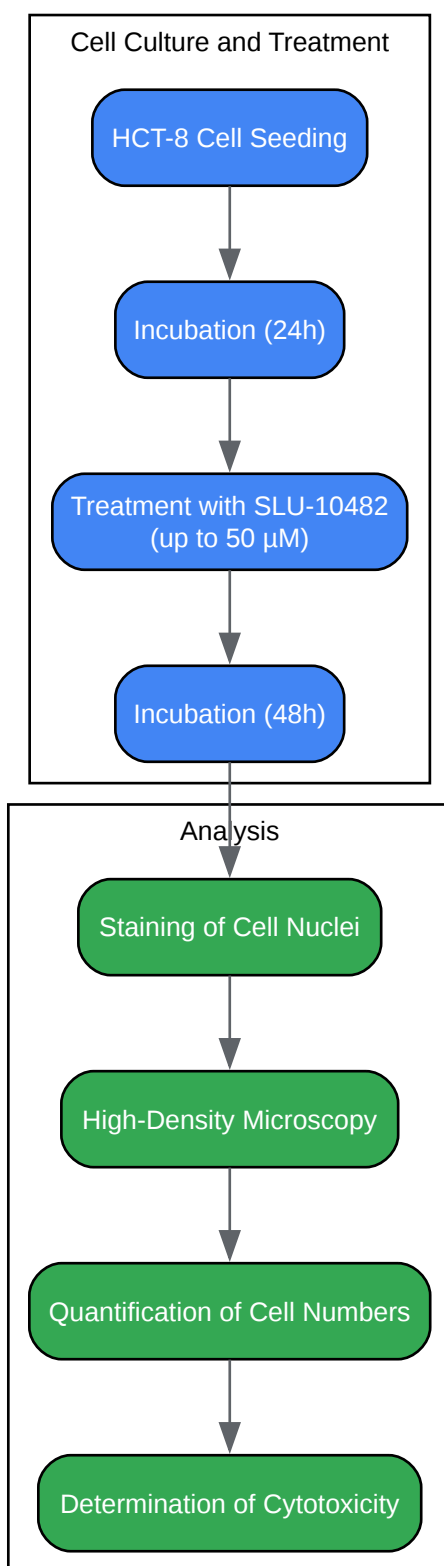 Cell Culture and Treatment
HCT-8 Cell Seeding
Incubation (24h)
Treatment with SLU-10482
(up to 50 µM)
Incubation (48h)
Analysis
Staining of Cell Nuclei
High-Density Microscopy
Quantification of Cell Numbers
Determination of Cytotoxicity